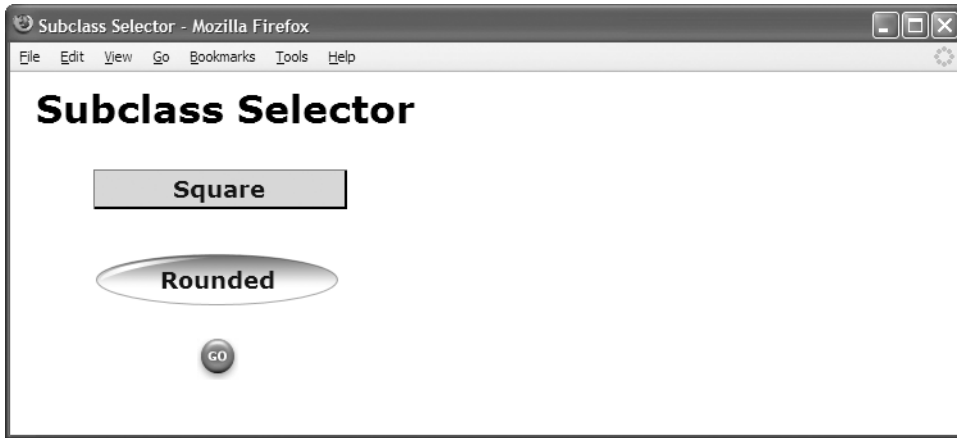 Subclass Selector - Mozilla Firefox
File Edit View Go Bookmarks Tools Help
Subclass Selector
Square
Rounded
GO